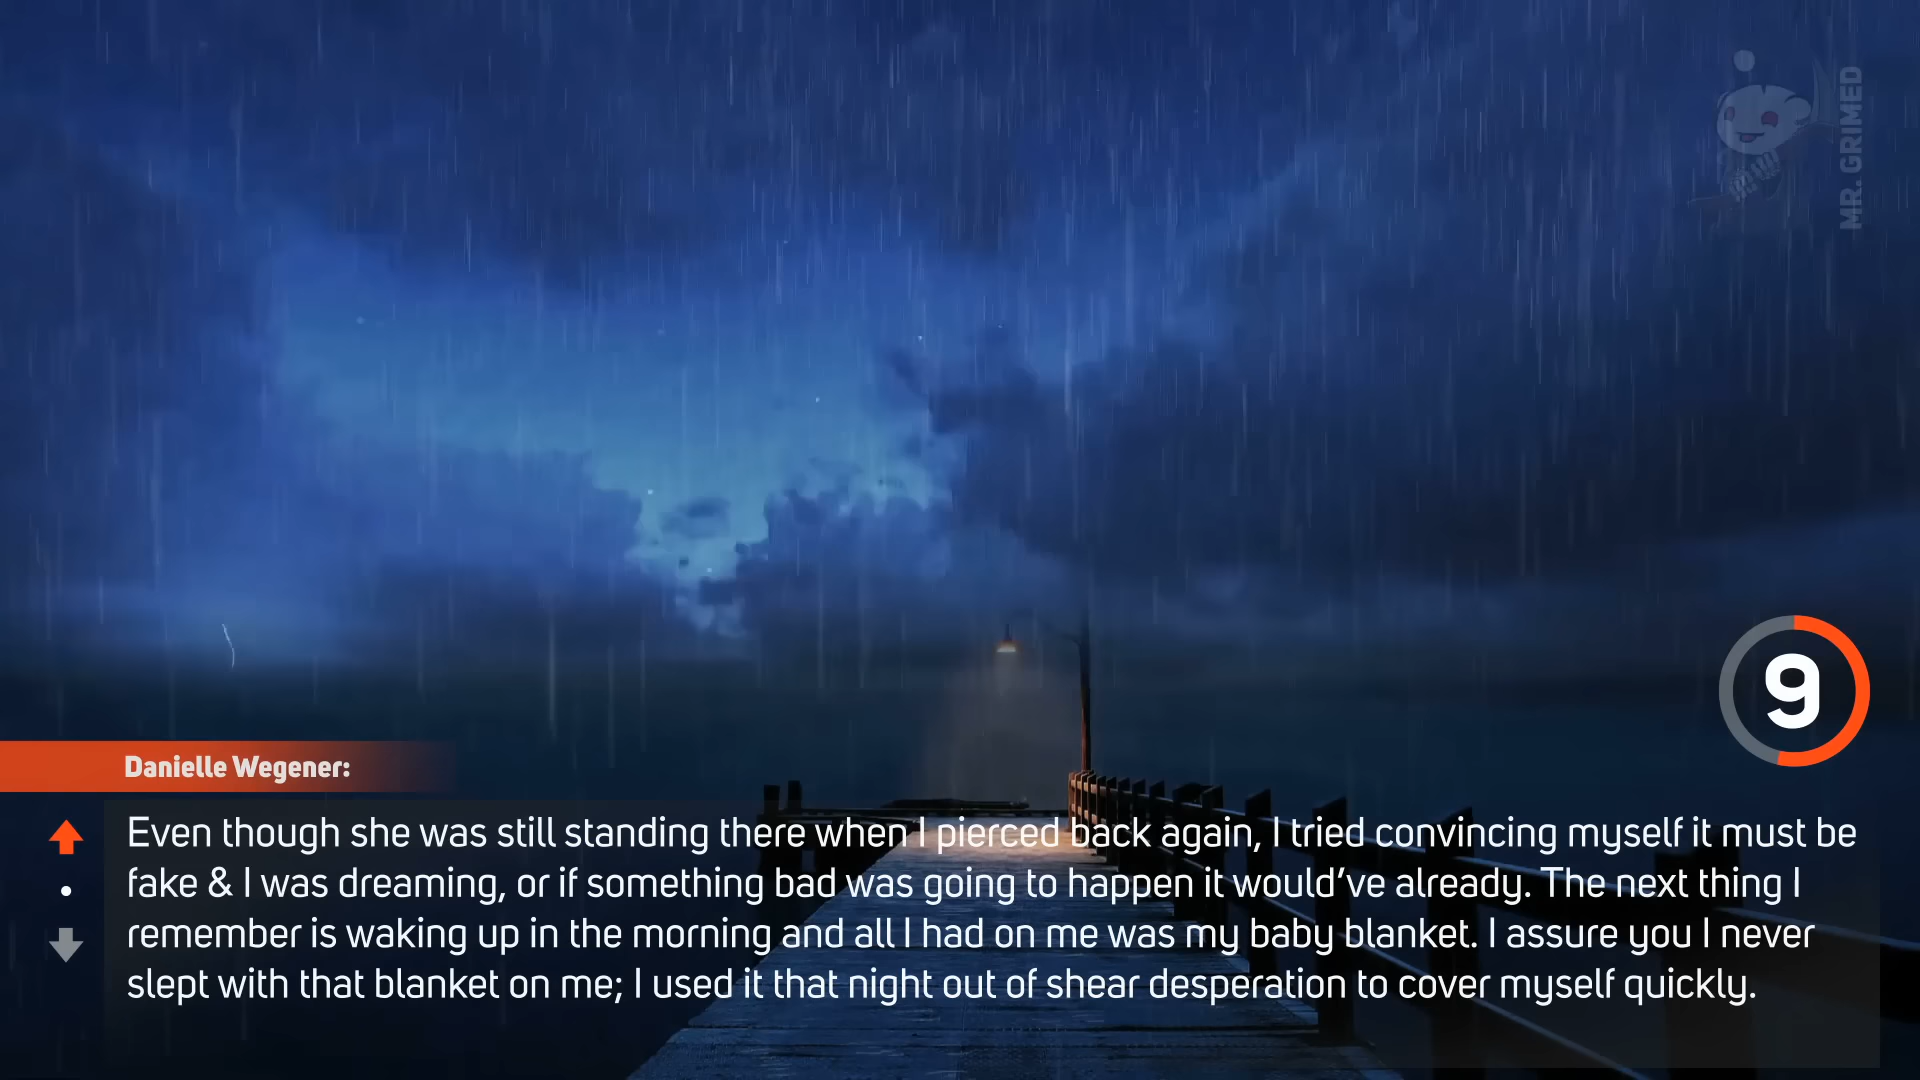 MR. GRIMED
9
Danielle Wegener:
Even though she was still standing there when I pierced back again, I tried convincing myself it must be
fake & I was dreaming, or if something bad was going to happen it would’ve already. The next thing I
remember is waking up in the morning and all I had on me was my baby blanket. I assure you I never
slept with that blanket on me; I used it that night out of shear desperation to cover myself quickly.